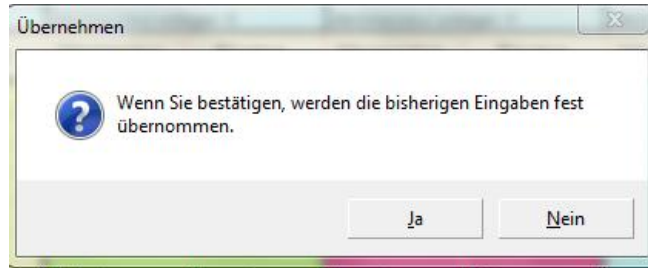 Übernehmen
Wenn Sie bestätigen, werden die bisherigen Eingaben fest
übernommen.
Ja
Nein